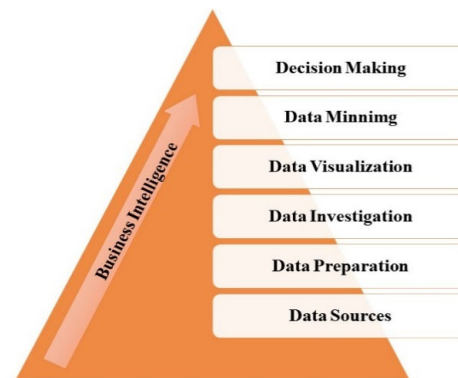 Decision Making
Data Minnimg
Data Visualization
Data Investigation
Data Preparation
Data Sources
Business Intelligence